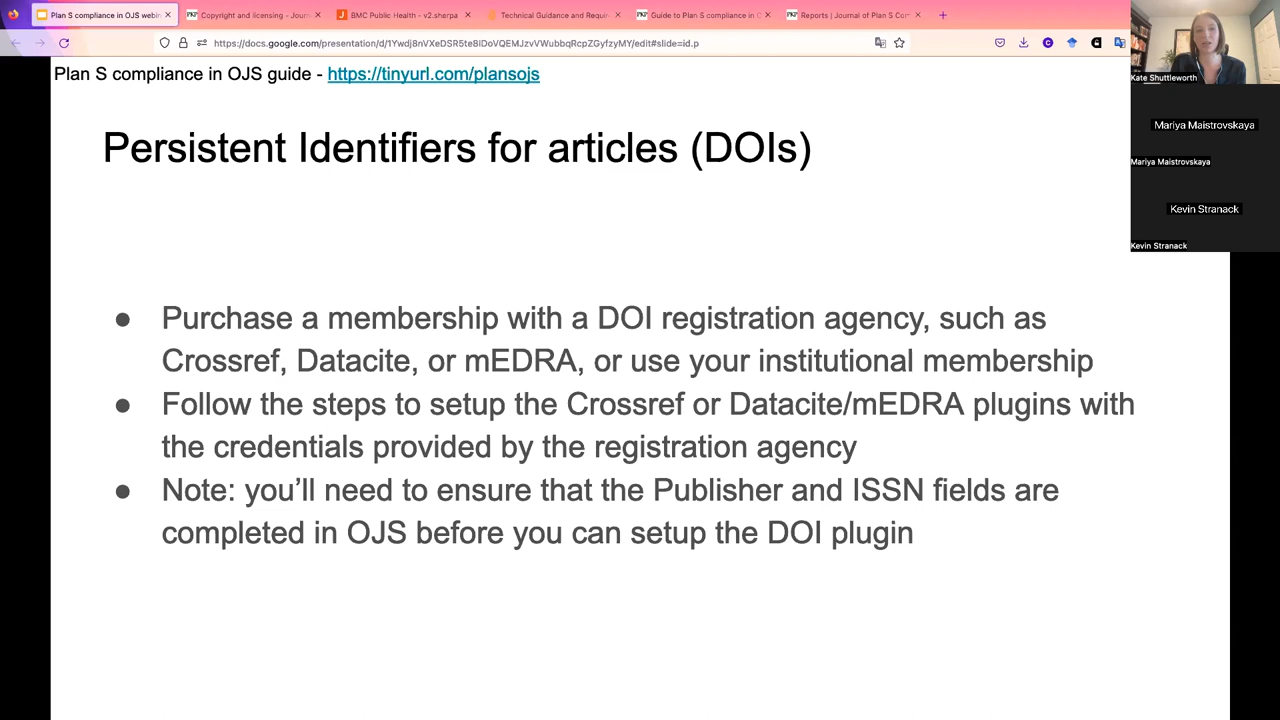 Plan S compliance in OJS webin
Copyright and licensing - Journ
BMC Public Health - v2.sherpa
Technical Guidance and Requir
Guide to Plan S compliance in O
Reports | Journal of Plan S Con
https://docs.google.com/presentation/d/1Ywdj8nVXeDSR5te8IDoVQEMJzvVWubbqRcpZGyfzyMY/edit#slide=id.p
Plan S compliance in OJS guide - https://tinyurl.com/plansojs
Kate Shuttleworth
Mariya Maistrovskaya
Mariya Maistrovskaya
Kevin Stranack
Kevin Stranack
Persistent Identifiers for articles (DOIs)
● Purchase a membership with a DOI registration agency, such as
Crossref, Datacite, or mEDRA, or use your institutional membership
● Follow the steps to setup the Crossref or Datacite/mEDRA plugins with
the credentials provided by the registration agency
● Note: you’ll need to ensure that the Publisher and ISSN fields are
completed in OJS before you can setup the DOI plugin